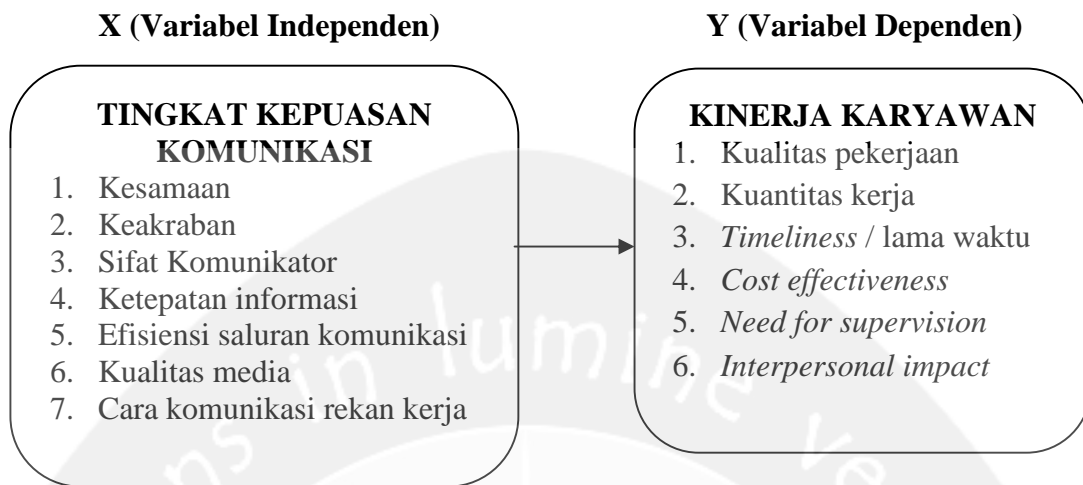 X (Variabel Independen)
Y (Variabel Dependen)
TINGKAT KEPUASAN
KOMUNIKASI
1. Kesamaan
2. Keakraban
3. Sifat Komunikator
4. Ketepatan informasi
5. Efisiensi saluran komunikasi
6. Kualitas media
7. Cara komunikasi rekan kerja
KINERJA KARYAWAN
1. Kualitas pekerjaan
2. Kuantitas kerja
3. Timeliness / lama waktu
4. Cost effectiveness
5. Need for supervision
6. Interpersonal impact
in lumine